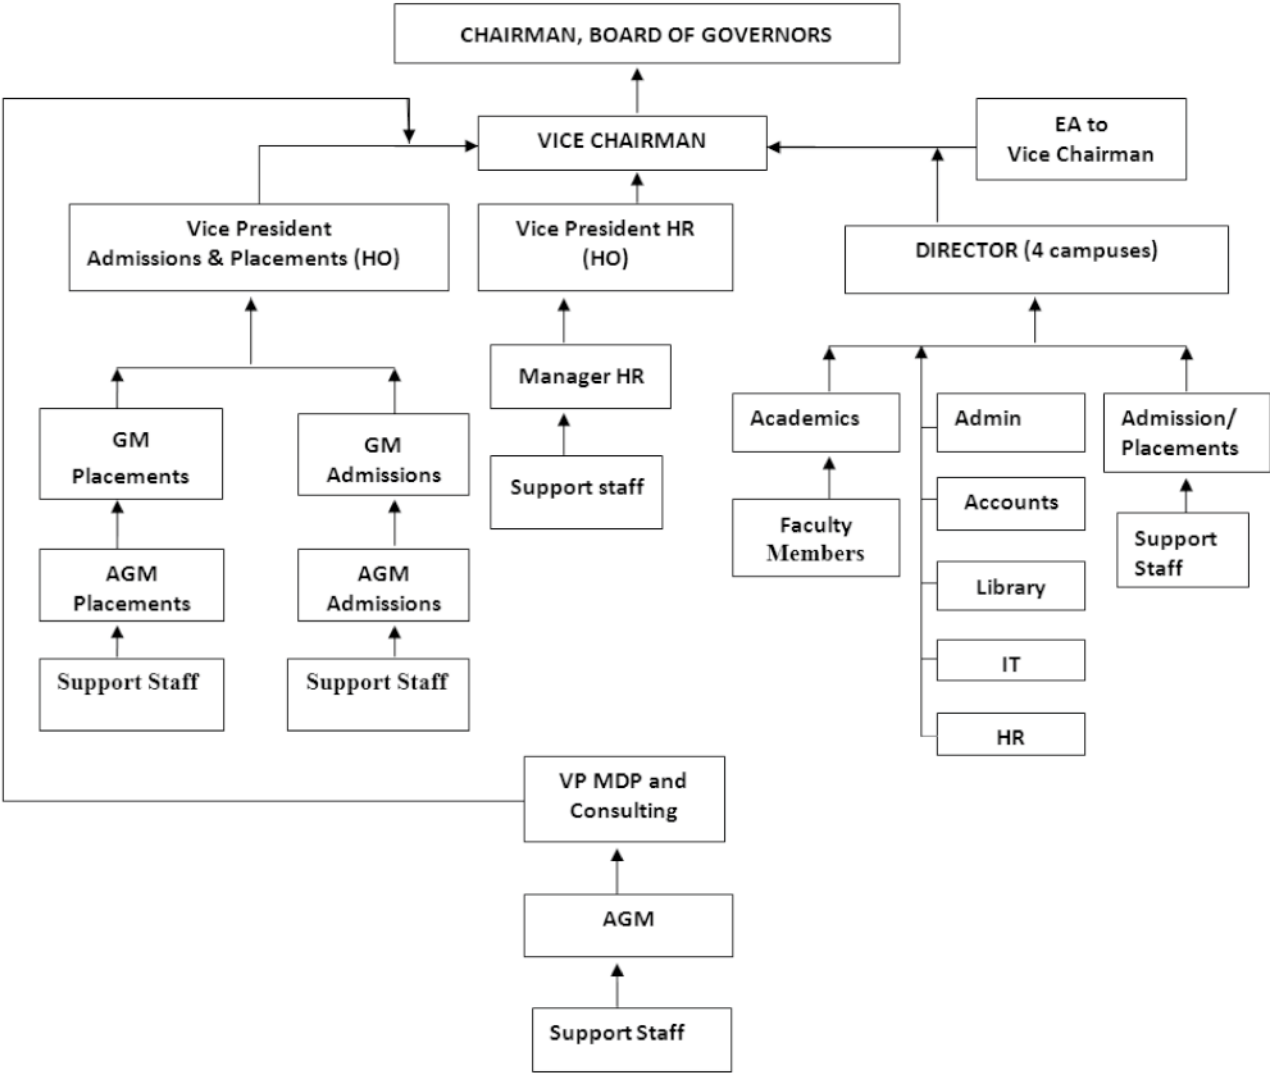 CHAIRMAN, BOARD OF GOVERNORS
VICE CHAIRMAN
EA to
Vice Chairman
Vice President
Admissions & Placements (HO)
Vice President HR
(HO)
DIRECTOR (4 campuses)
Manager HR
Support staff
GM
Placements
GM
Admissions
AGM
Placements
AGM
Admissions
Support Staff
Support Staff
Academics
Faculty
Members
Admin
Accounts
Library
IT
HR
Admission/
Placements
Support
Staff
VP MDP and
Consulting
AGM
Support Staff